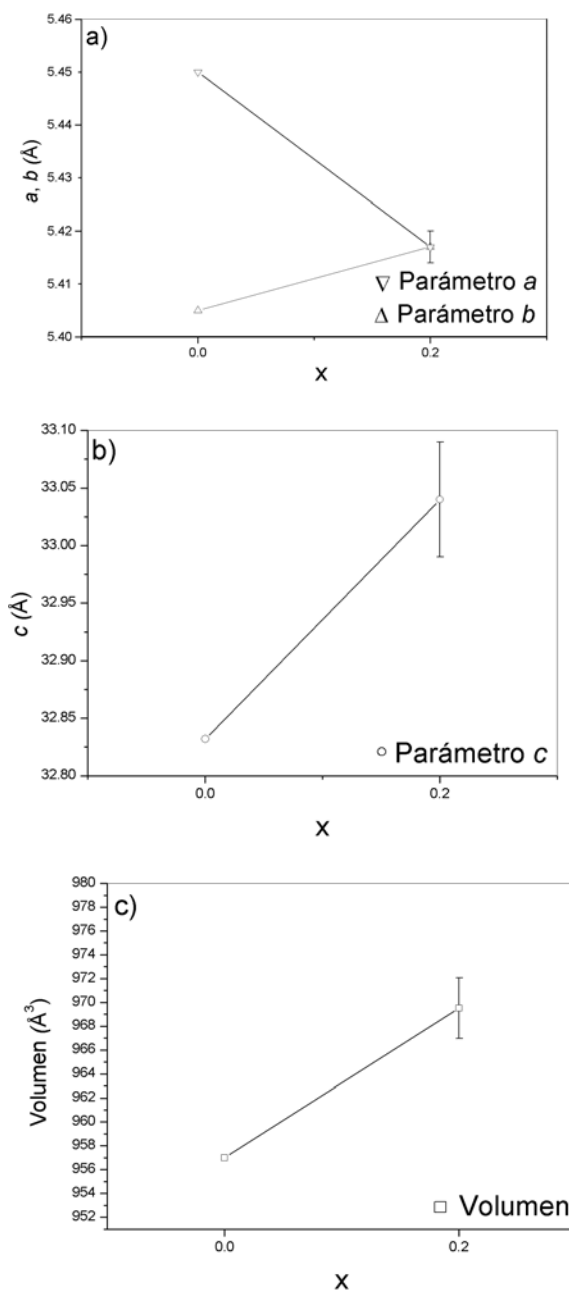 a)
5.46
5.45
5.44
5.43
5.42
5.41
5.40
a, b (Å)
▽ Parámetro a
△ Parámetro b
0.0 0.2
x
b)
33.10
33.05
33.00
32.95
32.90
32.85
32.80
c (Å)
○ Parámetro c
0.0 0.2
x
c)
980
978
976
974
972
970
968
966
964
962
960
958
956
954
952
Volumen (Å³)
□ Volumen
0.0 0.2
x